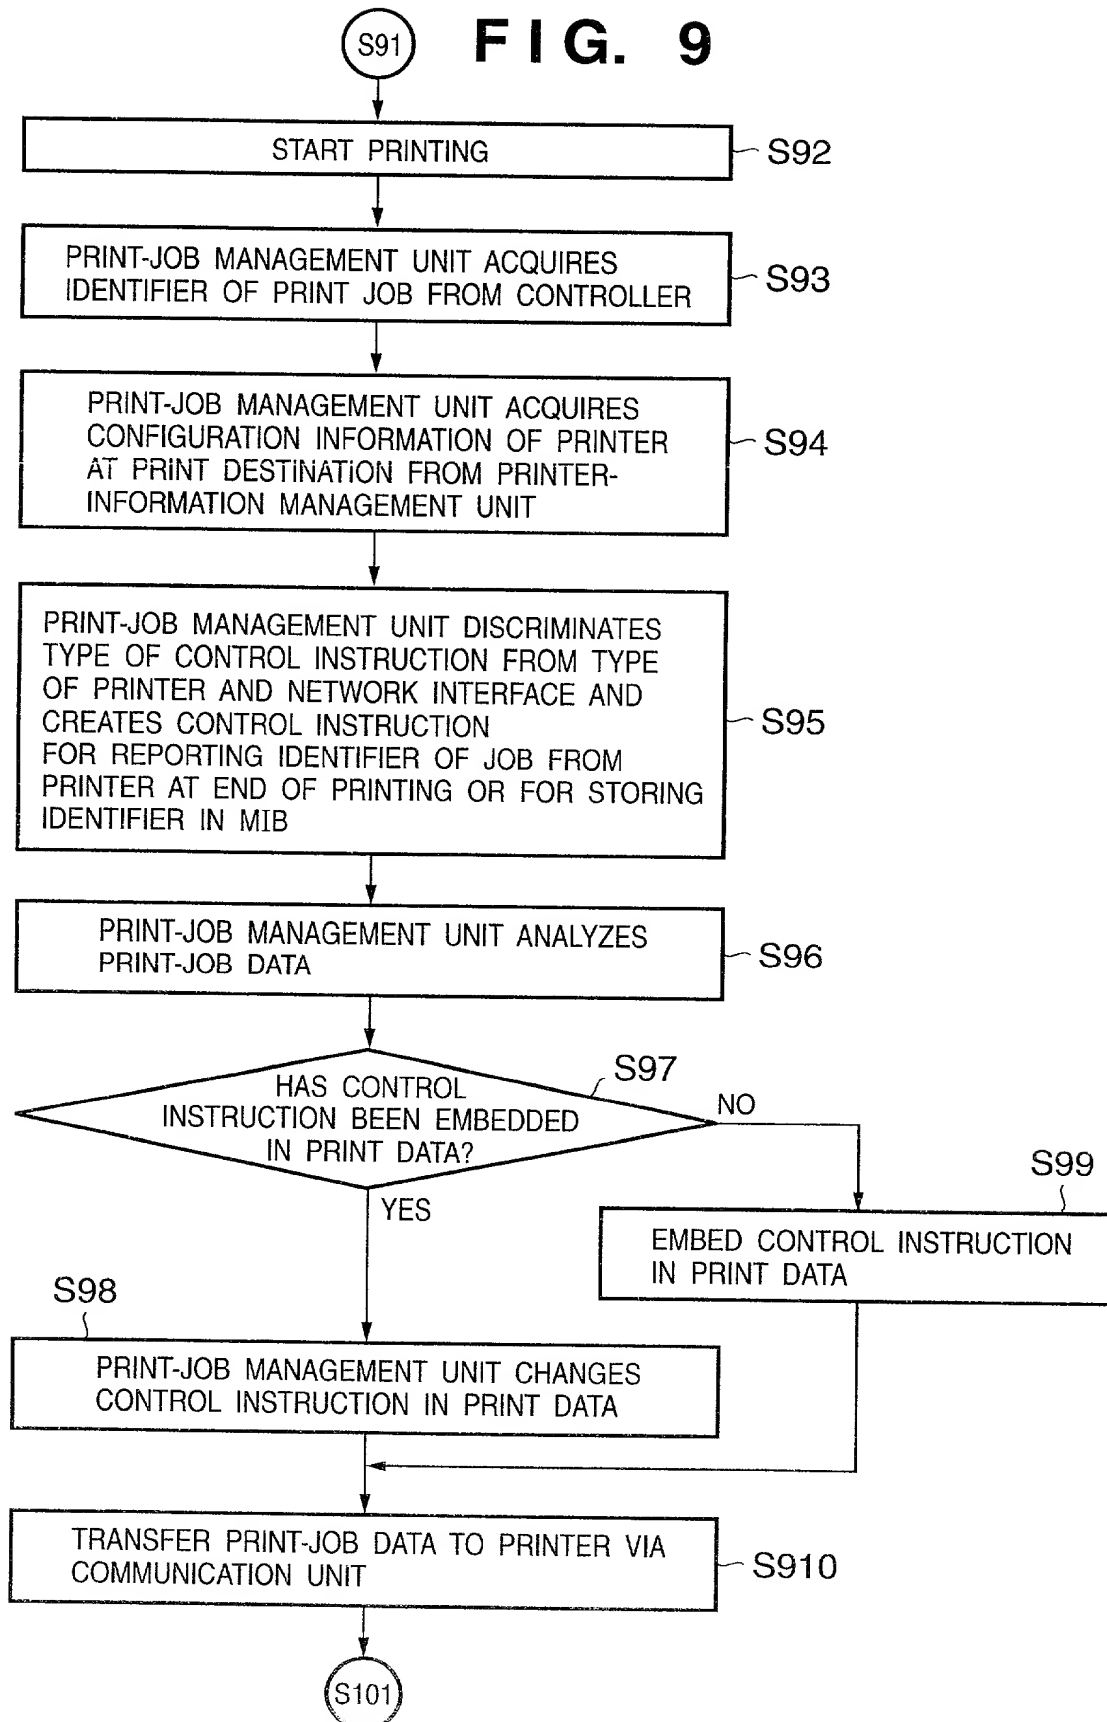 S91
FIG. 9
START PRINTING
S92
PRINT-JOB MANAGEMENT UNIT ACQUIRES
IDENTIFIER OF PRINT JOB FROM CONTROLLER
S93
PRINT-JOB MANAGEMENT UNIT ACQUIRES
CONFIGURATION INFORMATION OF PRINTER
AT PRINT DESTINATION FROM PRINTER-
INFORMATION MANAGEMENT UNIT
S94
PRINT-JOB MANAGEMENT UNIT DISCRIMINATES
TYPE OF CONTROL INSTRUCTION FROM TYPE
OF PRINTER AND NETWORK INTERFACE AND
CREATES CONTROL INSTRUCTION
FOR REPORTING IDENTIFIER OF JOB FROM
PRINTER AT END OF PRINTING OR FOR STORING
IDENTIFIER IN MIB
S95
PRINT-JOB MANAGEMENT UNIT ANALYZES
PRINT-JOB DATA
S96
HAS CONTROL
INSTRUCTION BEEN EMBEDDED
IN PRINT DATA?
S97
NO
YES
S99
EMBED CONTROL INSTRUCTION
IN PRINT DATA
S98
PRINT-JOB MANAGEMENT UNIT CHANGES
CONTROL INSTRUCTION IN PRINT DATA
TRANSFER PRINT-JOB DATA TO PRINTER VIA
COMMUNICATION UNIT
S910
S101